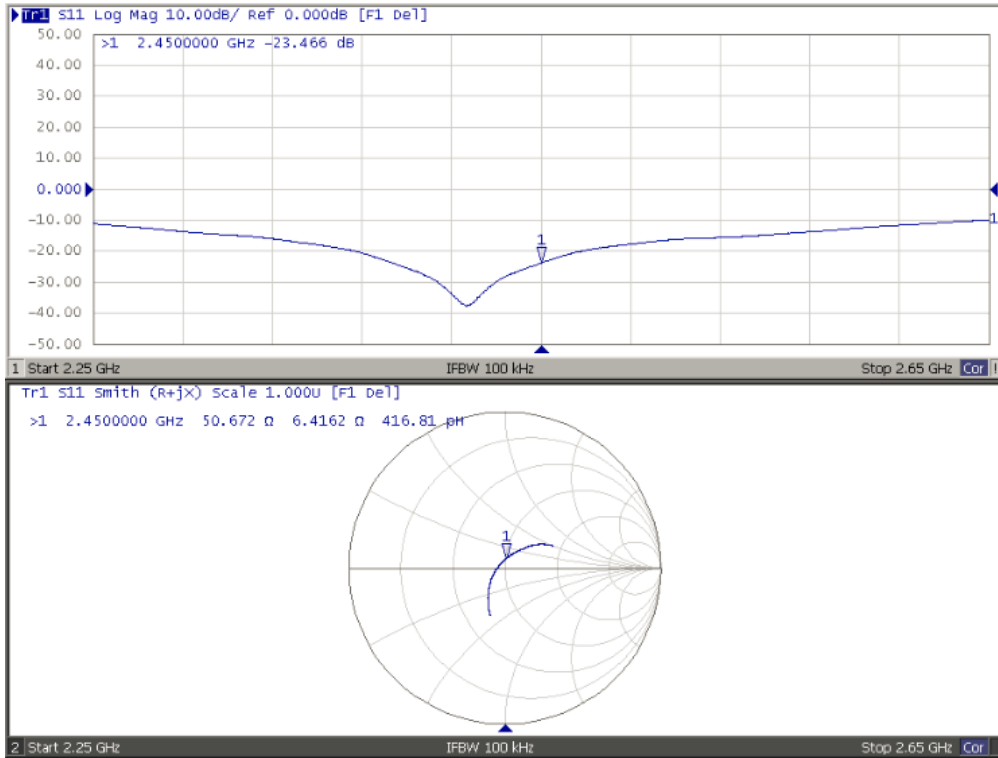 Tr1 S11 Log Mag 10.00dB/ Ref 0.000dB [F1 Del]
50.00
>1 2.4500000 GHz -23.466 dB
40.00
30.00
20.00
10.00
0.000
-10.00
1
-20.00
1
-30.00
-40.00
-50.00
1 Start 2.25 GHz IFBW 100 kHz Stop 2.65 GHz Cor !
Tr1 S11 Smith (R+jX) Scale 1.000U [F1 Del]
>1 2.4500000 GHz 50.672 Ω 6.4162 Ω 416.81 pH
1
2 Start 2.25 GHz IFBW 100 kHz Stop 2.65 GHz Cor